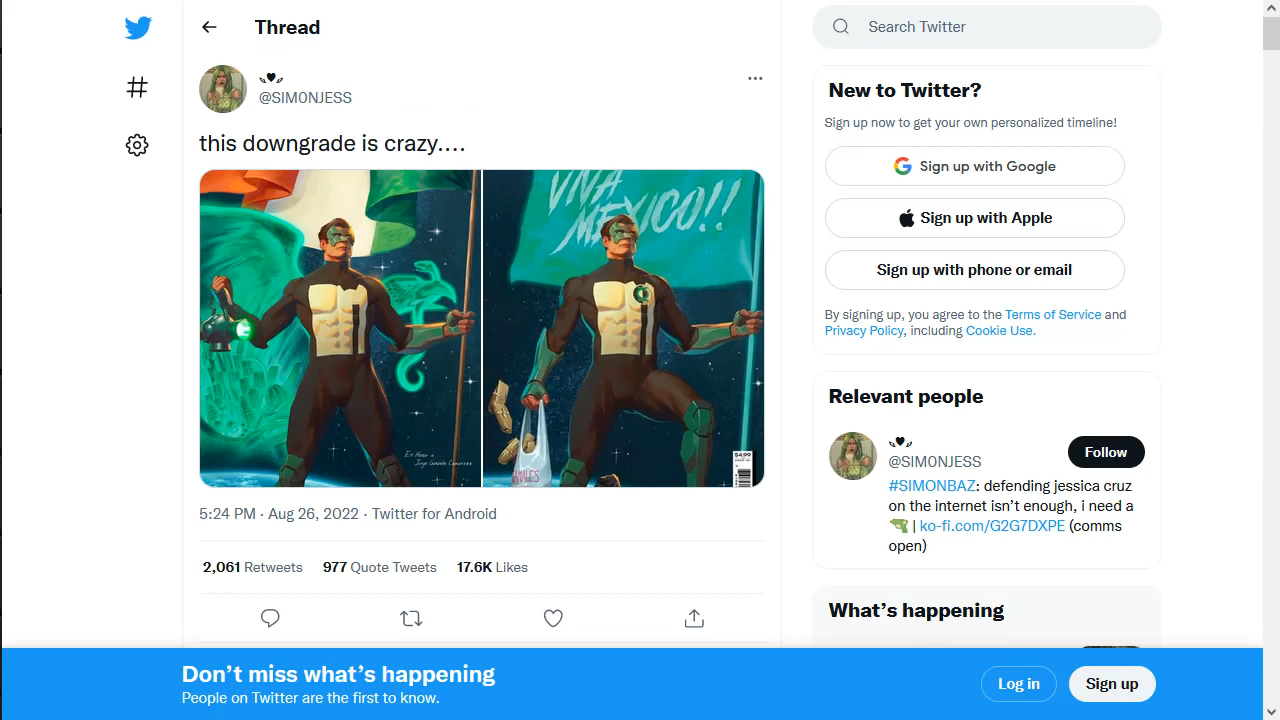 Thread
@SIM0NJESS
this downgrade is crazy....
VIVA
MEXICO!!
$4.99
5:24 PM · Aug 26, 2022 · Twitter for Android
2,061 Retweets 977 Quote Tweets 17.6K Likes
Search Twitter
New to Twitter?
Sign up now to get your own personalized timeline!
Sign up with Google
Sign up with Apple
Sign up with phone or email
By signing up, you agree to the Terms of Service and
Privacy Policy, including Cookie Use.
Relevant people
@SIM0NJESS
Follow
#SIMONBAZ: defending jessica cruz
on the internet isn't enough, i need a
| ko-fi.com/G2G7DXPE (comms
open)
What's happening
Don't miss what's happening
People on Twitter are the first to know.
Log in
Sign up